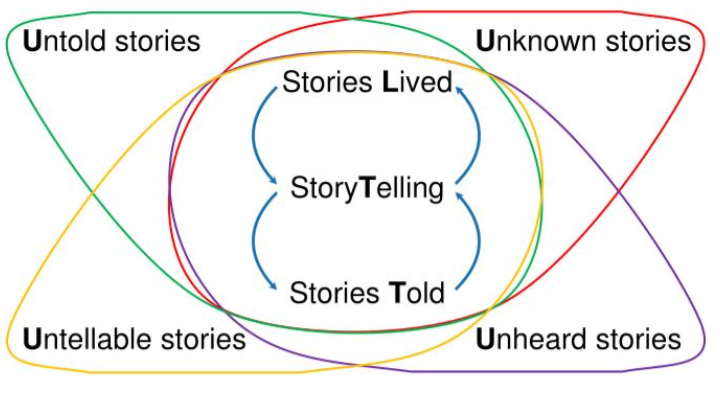 Untold stories
Unknown stories
Stories Lived
StoryTelling
Stories Told
Untellable stories
Unheard stories